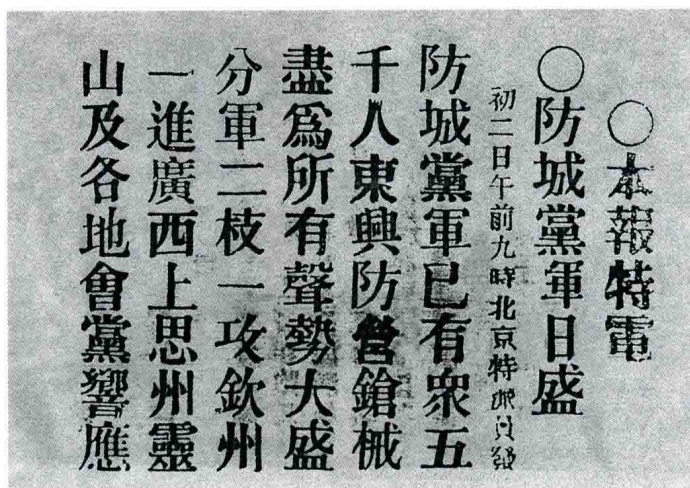 ○本報特電
○防城黨軍日盛
初二日午前九時北京特派員發
防城黨軍已有衆五
千人東興防營鎗械
盡爲所有聲勢大盛
分軍二枝一攻欽州
一進廣西上思州靈
山及各地會黨響應